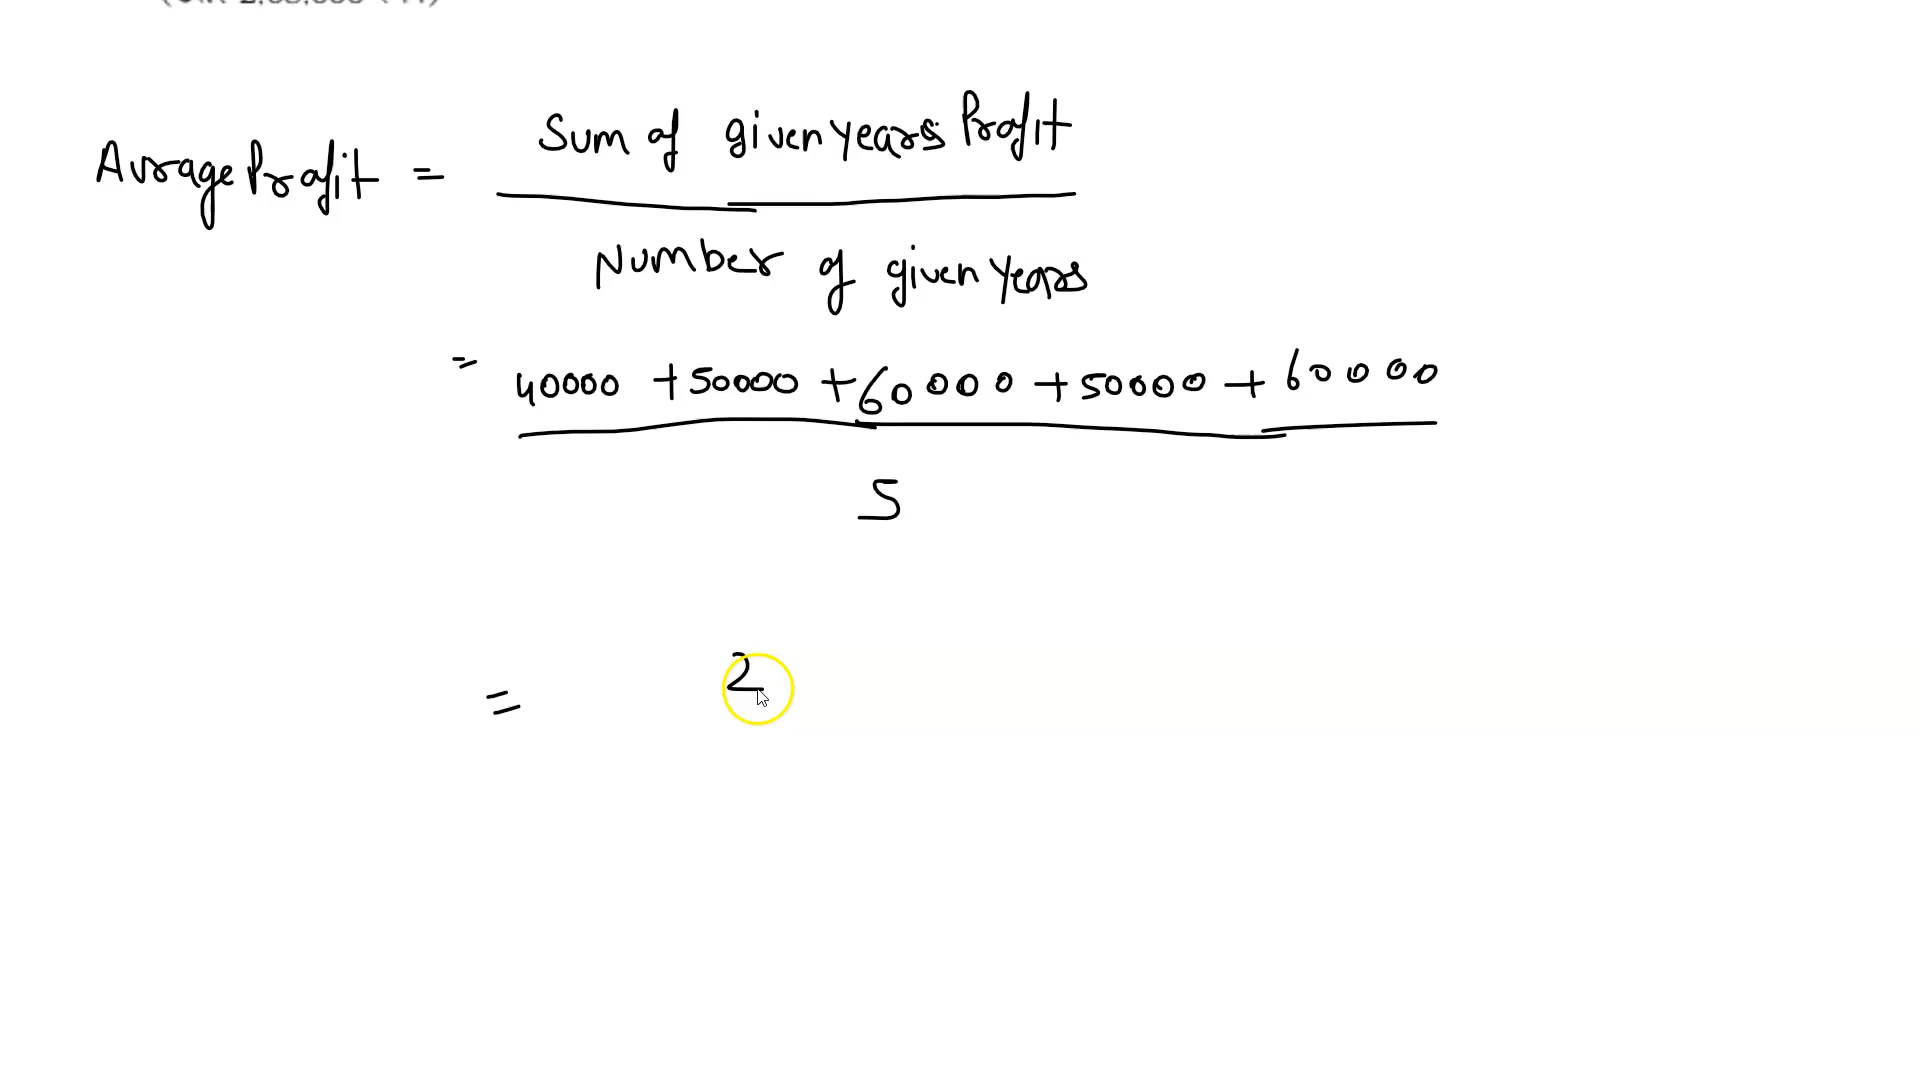 Avrage Profit = Sum of given years Profit
Number of given years
= 40000 + 50000 + 60000 + 50000 + 60000
5
= 2